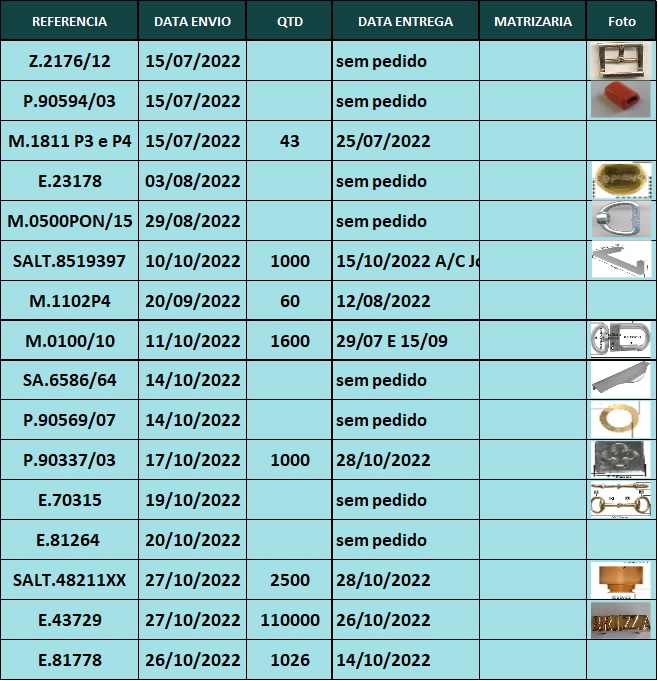 REFERENCIA DATA ENVIO QTD DATA ENTREGA MATRIZARIA Foto
Z.2176/12 15/07/2022 sem pedido
P.90594/03 15/07/2022 sem pedido
M.1811 P3 e P4 15/07/2022 43 25/07/2022
E.23178 03/08/2022 sem pedido
M.0500PON/15 29/08/2022 sem pedido
SALT.8519397 10/10/2022 1000 15/10/2022 A/C
M.1102P4 20/09/2022 60 12/08/2022
M.0100/10 11/10/2022 1600 29/07 E 15/09
SA.6586/64 14/10/2022 sem pedido
P.90569/07 14/10/2022 sem pedido
P.90337/03 17/10/2022 1000 28/10/2022
E.70315 19/10/2022 sem pedido
E.81264 20/10/2022 sem pedido
SALT.48211XX 27/10/2022 2500 28/10/2022
E.43729 27/10/2022 110000 26/10/2022 BRIZZA
E.81778 26/10/2022 1026 14/10/2022